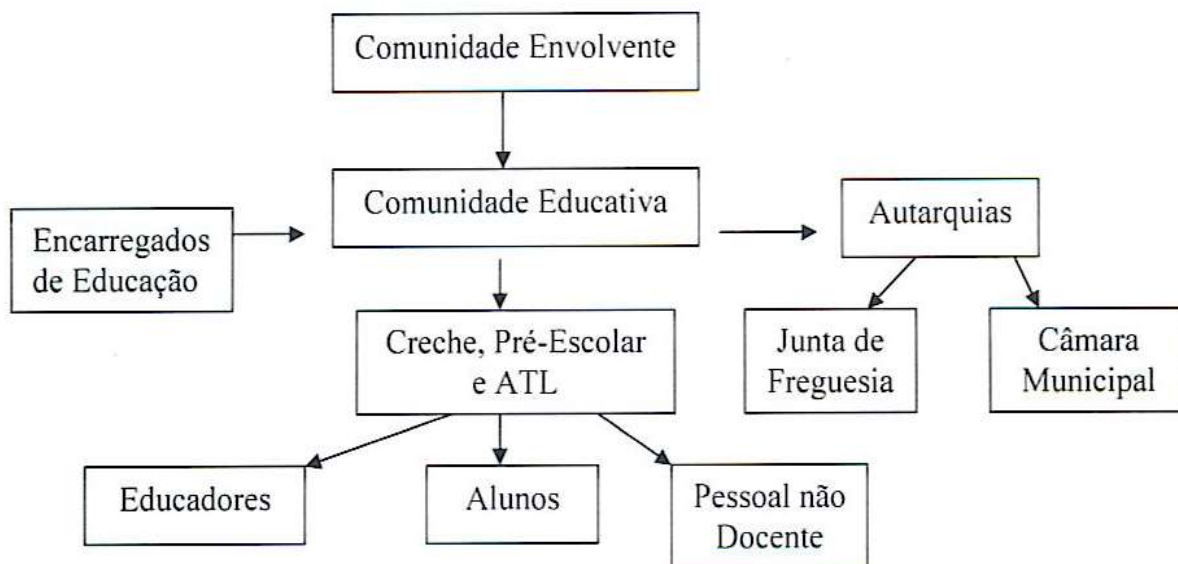 Comunidade Envolvente
Comunidade Educativa
Autarquias
Encarregados
de Educação
Creche, Pré-Escolar
e ATL
Junta de
Freguesia
Câmara
Municipal
Educadores
Alunos
Pessoal não
Docente